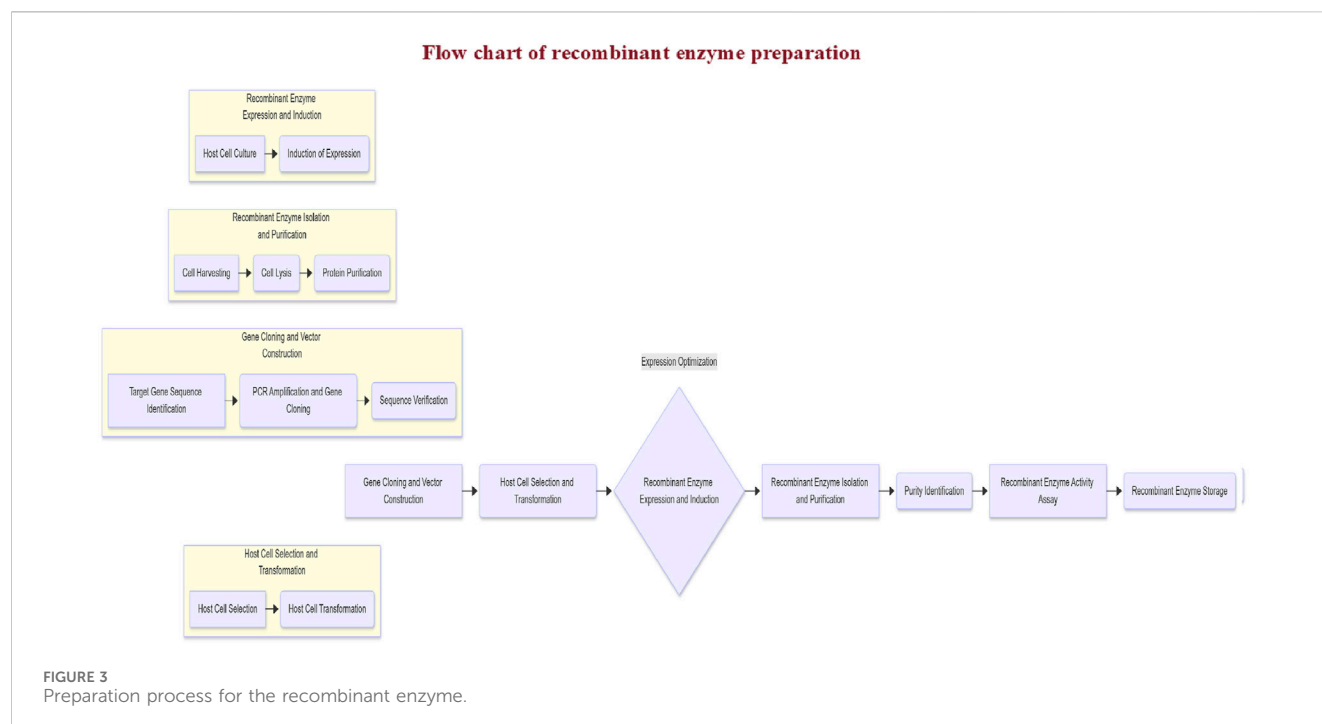 Flow chart of recombinant enzyme preparation
Recombinant Enzyme
Expression and Induction
Host Cell Culture
Induction of Expression
Recombinant Enzyme Isolation
and Purification
Cell Harvesting
Cell Lysis
Protein Purification
Gene Cloning and Vector
Construction
Target Gene Sequence
Identification
PCR Amplification and Gene
Cloning
Sequence Verification
Expression Optimization
Gene Cloning and Vector
Construction
Host Cell Selection and
Transformation
Recombinant Enzyme
Expression and Induction
Recombinant Enzyme Isolation
and Purification
Purity Identification
Recombinant Enzyme Activity
Assay
Recombinant Enzyme Storage
Host Cell Selection and
Transformation
Host Cell Selection
Host Cell Transformation
FIGURE 3
Preparation process for the recombinant enzyme.